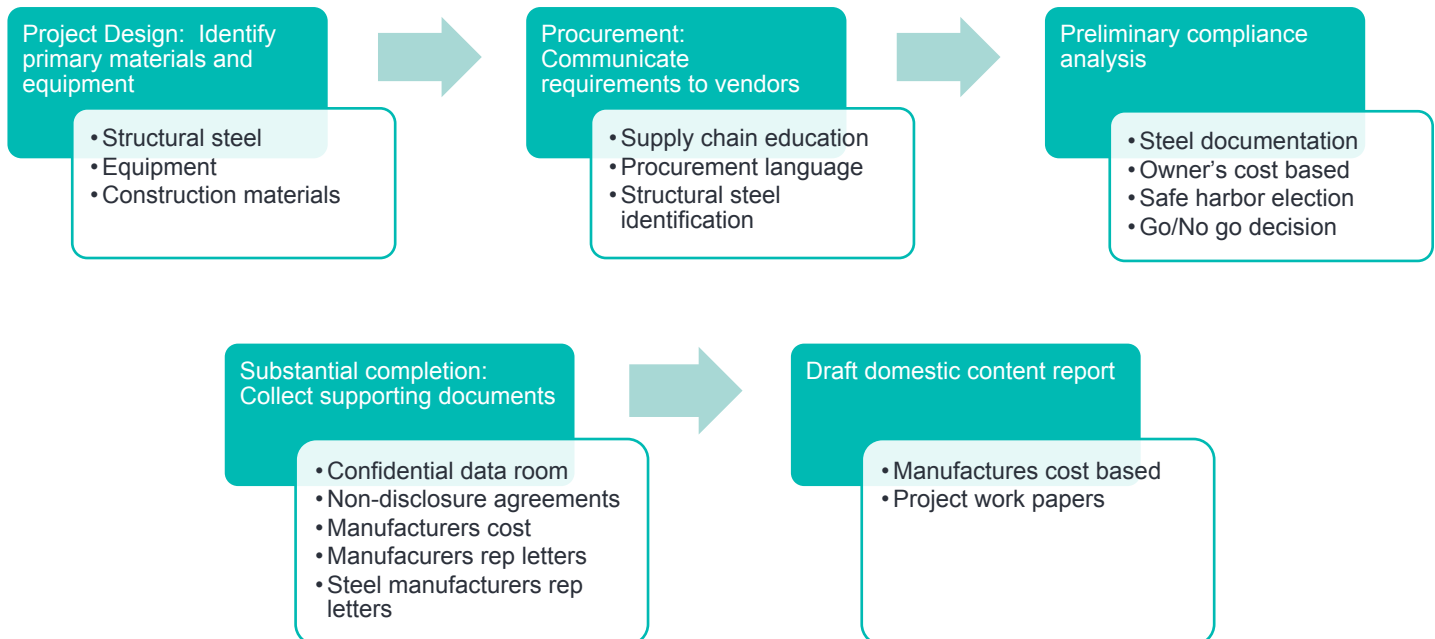 Project Design:  Identify
primary materials and
equipment
• Structural steel
• Equipment
• Construction materials
Procurement:
Communicate
requirements to vendors
• Supply chain education
• Procurement language
• Structural steel
identification
Preliminary compliance
analysis
• Steel documentation
• Owner’s cost based
• Safe harbor election
• Go/No go decision
Substantial completion:
Collect supporting documents
• Confidential data room
• Non-disclosure agreements
• Manufacturers cost
• Manufacurers rep letters
• Steel manufacturers rep
letters
Draft domestic content report
• Manufactures cost based
• Project work papers